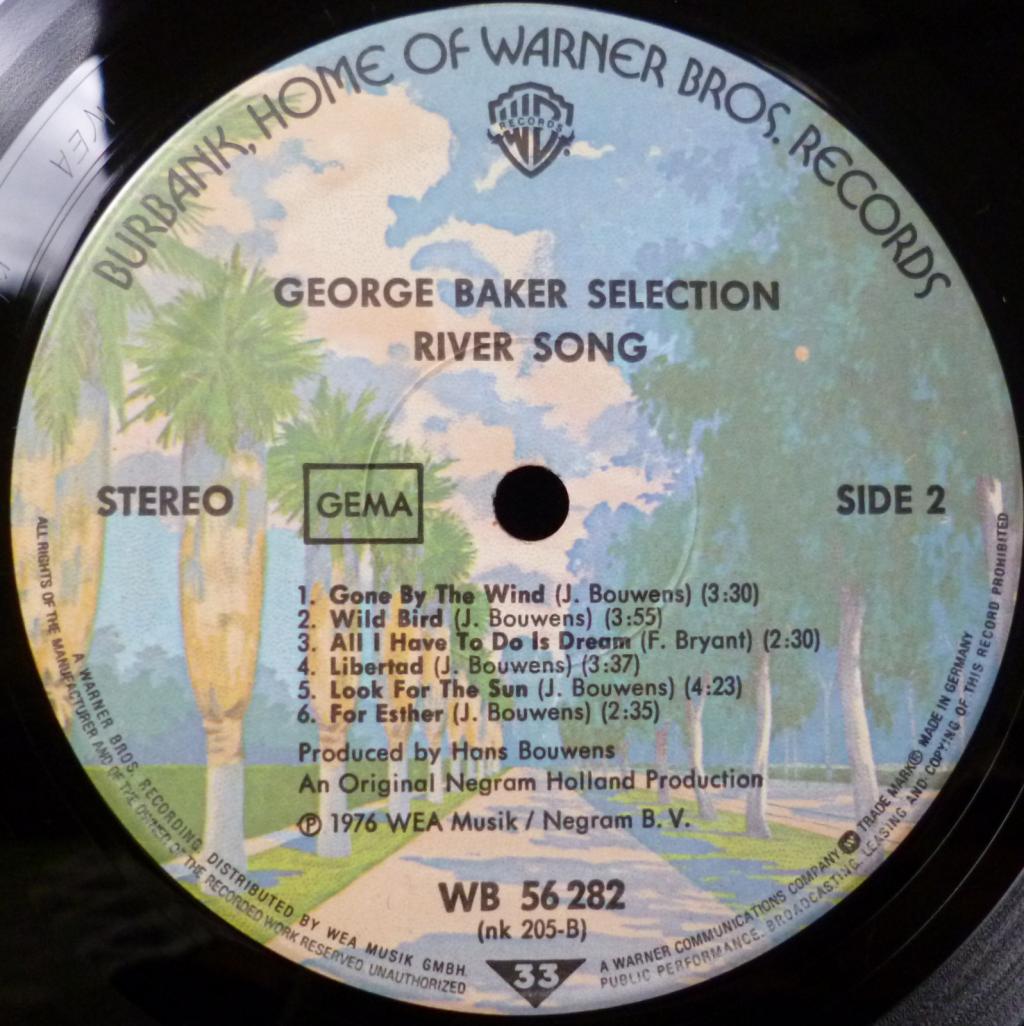 BURBANK, HOME OF WARNER BROS. RECORDS
WB
RECORDS
GEORGE BAKER SELECTION
RIVER SONG
STEREO
GEMA
SIDE 2
1. Gone By The Wind (J. Bouwens) (3:30)
2. Wild Bird (J. Bouwens) (3:55)
3. All I Have To Do Is Dream (F. Bryant) (2:30)
4. Libertad (J. Bouwens) (3:37)
5. Look For The Sun (J. Bouwens) (4:23)
6. For Esther (J. Bouwens) (2:35)
Produced by Hans Bouwens
An Original Negram Holland Production
℗ 1976 WEA Musik / Negram B. V.
WB 56 282
(nk 205-B)
33
A WARNER BROS. RECORDING DISTRIBUTED BY WEA MUSIK GMBH.
A WARNER COMMUNICATIONS COMPANY TRADE MARK® MADE IN GERMANY
ALL RIGHTS OF THE MANUFACTURER AND OF THE OWNER OF THE RECORDED WORK RESERVED UNAUTHORIZED
PUBLIC PERFORMANCE, BROADCASTING, LEASING AND COPYING OF THIS RECORD PROHIBITED
WEA